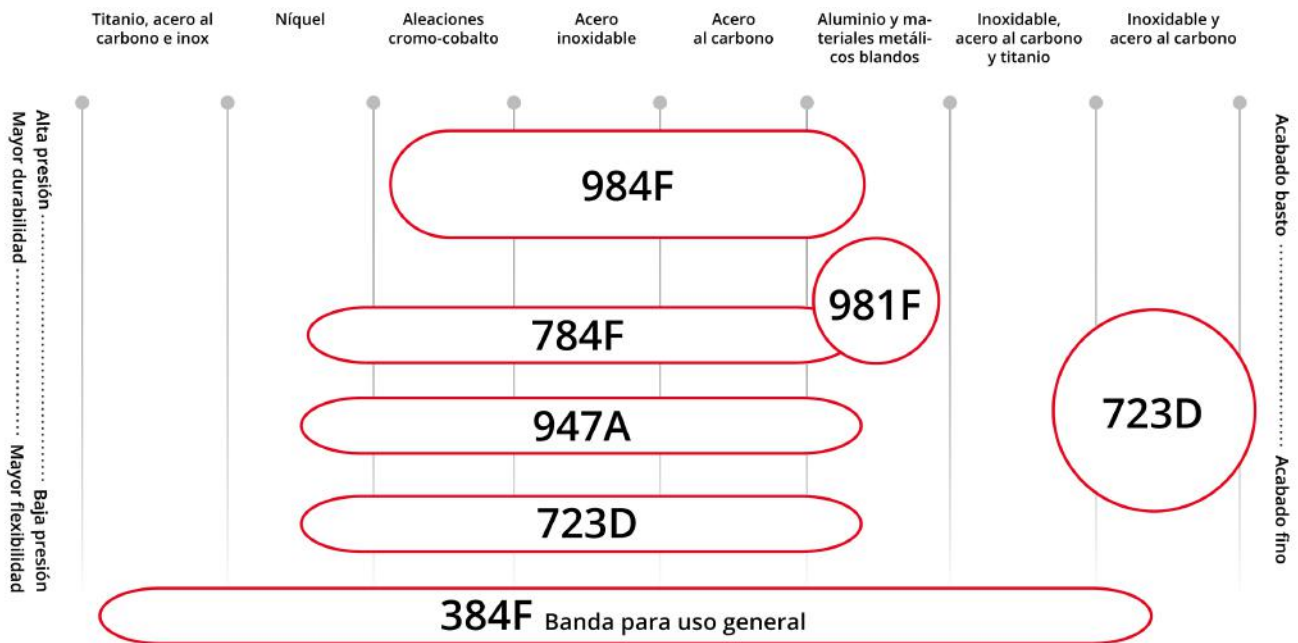 Titanio, acero al
carbono e inox
Níquel
Aleaciones
cromo-cobalto
Acero
inoxidable
Acero
al carbono
Aluminio y ma-
teriales metáli-
cos blandos
Inoxidable,
acero al carbono
y titanio
Inoxidable y
acero al carbono
Alta presión ........ Baja presión
Mayor durabilidad ........ Mayor flexibilidad
984F
981F
784F
947A
723D
723D
384F Banda para uso general
Acabado basto ........ Acabado fino